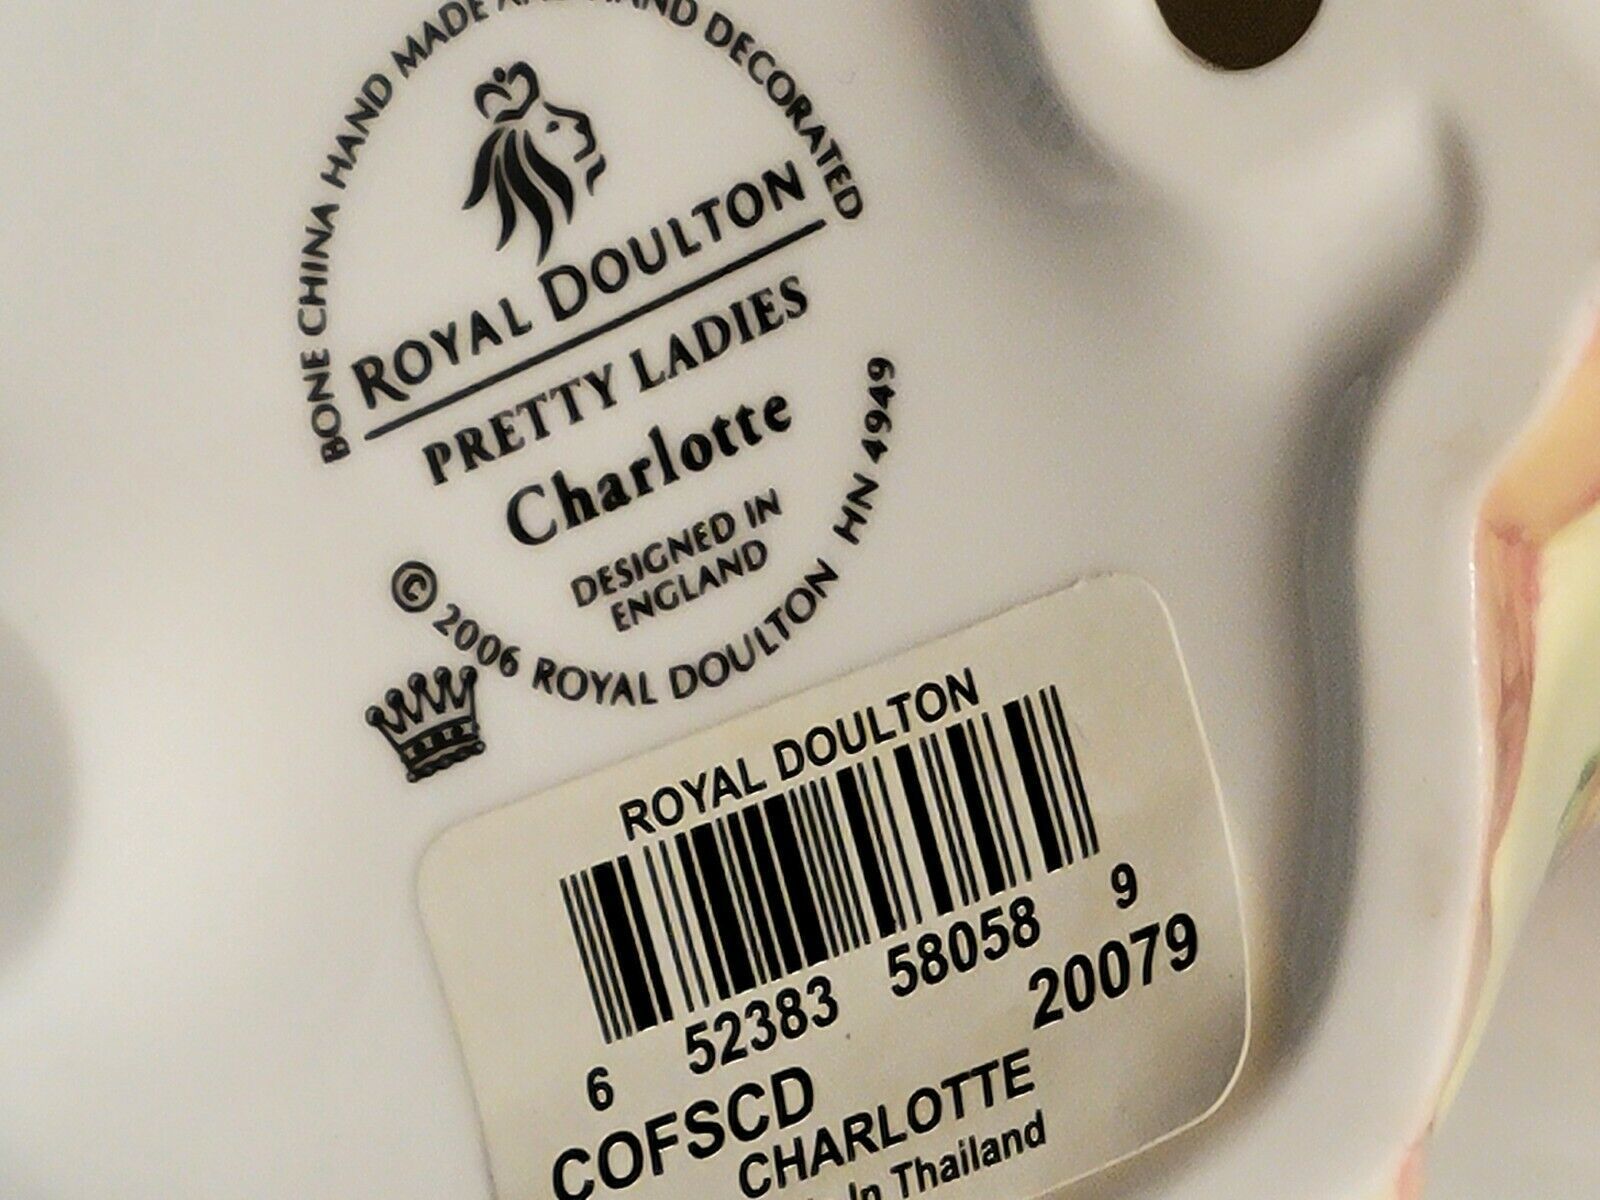 BONE CHINA HAND MADE AND HAND DECORATED
ROYAL DOULTON
PRETTY LADIES
Charlotte
DESIGNED IN
ENGLAND
© 2006 ROYAL DOULTON HN 4949
ROYAL DOULTON
6 52383 58058 9
20079
COFSCD
CHARLOTTE
In Thailand